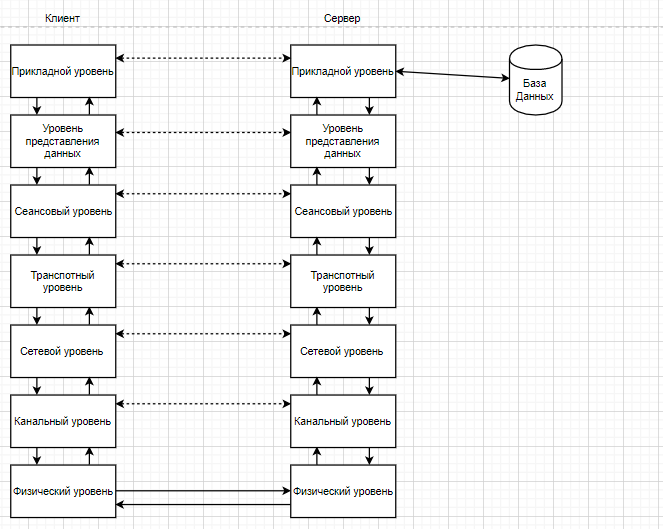 Клиент
Сервер
Прикладной уровень
Прикладной уровень
База
Данных
Уровень
представления
данных
Уровень
представления
данных
Сеансовый уровень
Сеансовый уровень
Транспотный
уровень
Транспотный
уровень
Сетевой уровень
Сетевой уровень
Канальный уровень
Канальный уровень
Физический уровень
Физический уровень